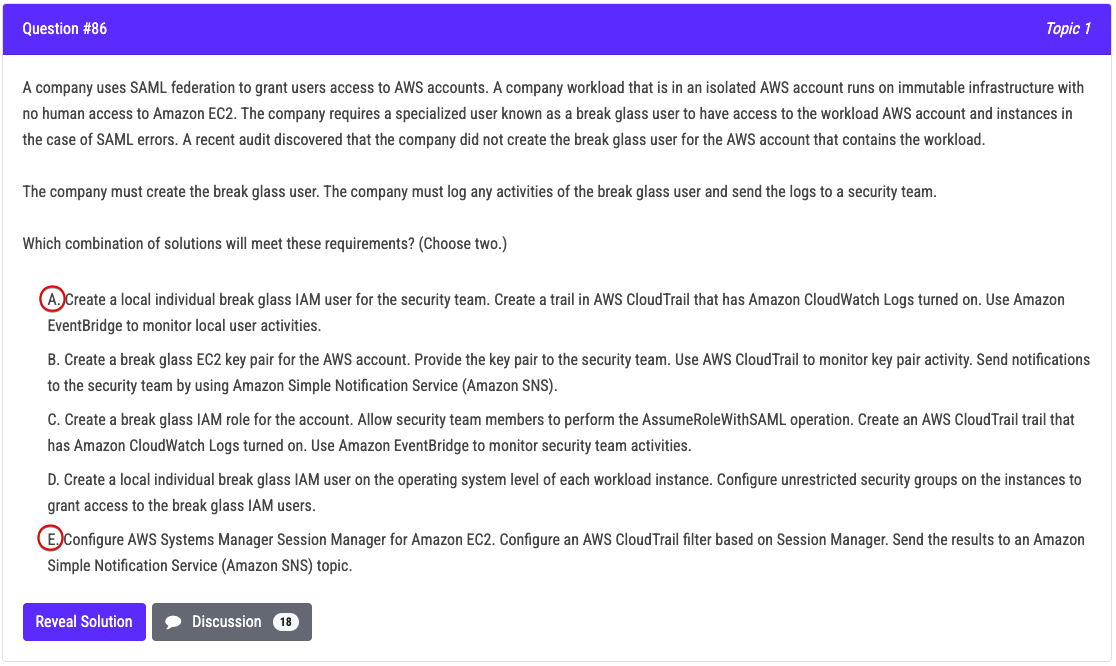 Question #86
Topic 1
A company uses SAML federation to grant users access to AWS accounts. A company workload that is in an isolated AWS account runs on immutable infrastructure with
no human access to Amazon EC2. The company requires a specialized user known as a break glass user to have access to the workload AWS account and instances in
the case of SAML errors. A recent audit discovered that the company did not create the break glass user for the AWS account that contains the workload.
The company must create the break glass user. The company must log any activities of the break glass user and send the logs to a security team.
Which combination of solutions will meet these requirements? (Choose two.)
A. Create a local individual break glass IAM user for the security team. Create a trail in AWS CloudTrail that has Amazon CloudWatch Logs turned on. Use Amazon
EventBridge to monitor local user activities.
B. Create a break glass EC2 key pair for the AWS account. Provide the key pair to the security team. Use AWS CloudTrail to monitor key pair activity. Send notifications
to the security team by using Amazon Simple Notification Service (Amazon SNS).
C. Create a break glass IAM role for the account. Allow security team members to perform the AssumeRoleWithSAML operation. Create an AWS CloudTrail trail that
has Amazon CloudWatch Logs turned on. Use Amazon EventBridge to monitor security team activities.
D. Create a local individual break glass IAM user on the operating system level of each workload instance. Configure unrestricted security groups on the instances to
grant access to the break glass IAM users.
E. Configure AWS Systems Manager Session Manager for Amazon EC2. Configure an AWS CloudTrail filter based on Session Manager. Send the results to an Amazon
Simple Notification Service (Amazon SNS) topic.
Reveal Solution
Discussion 18